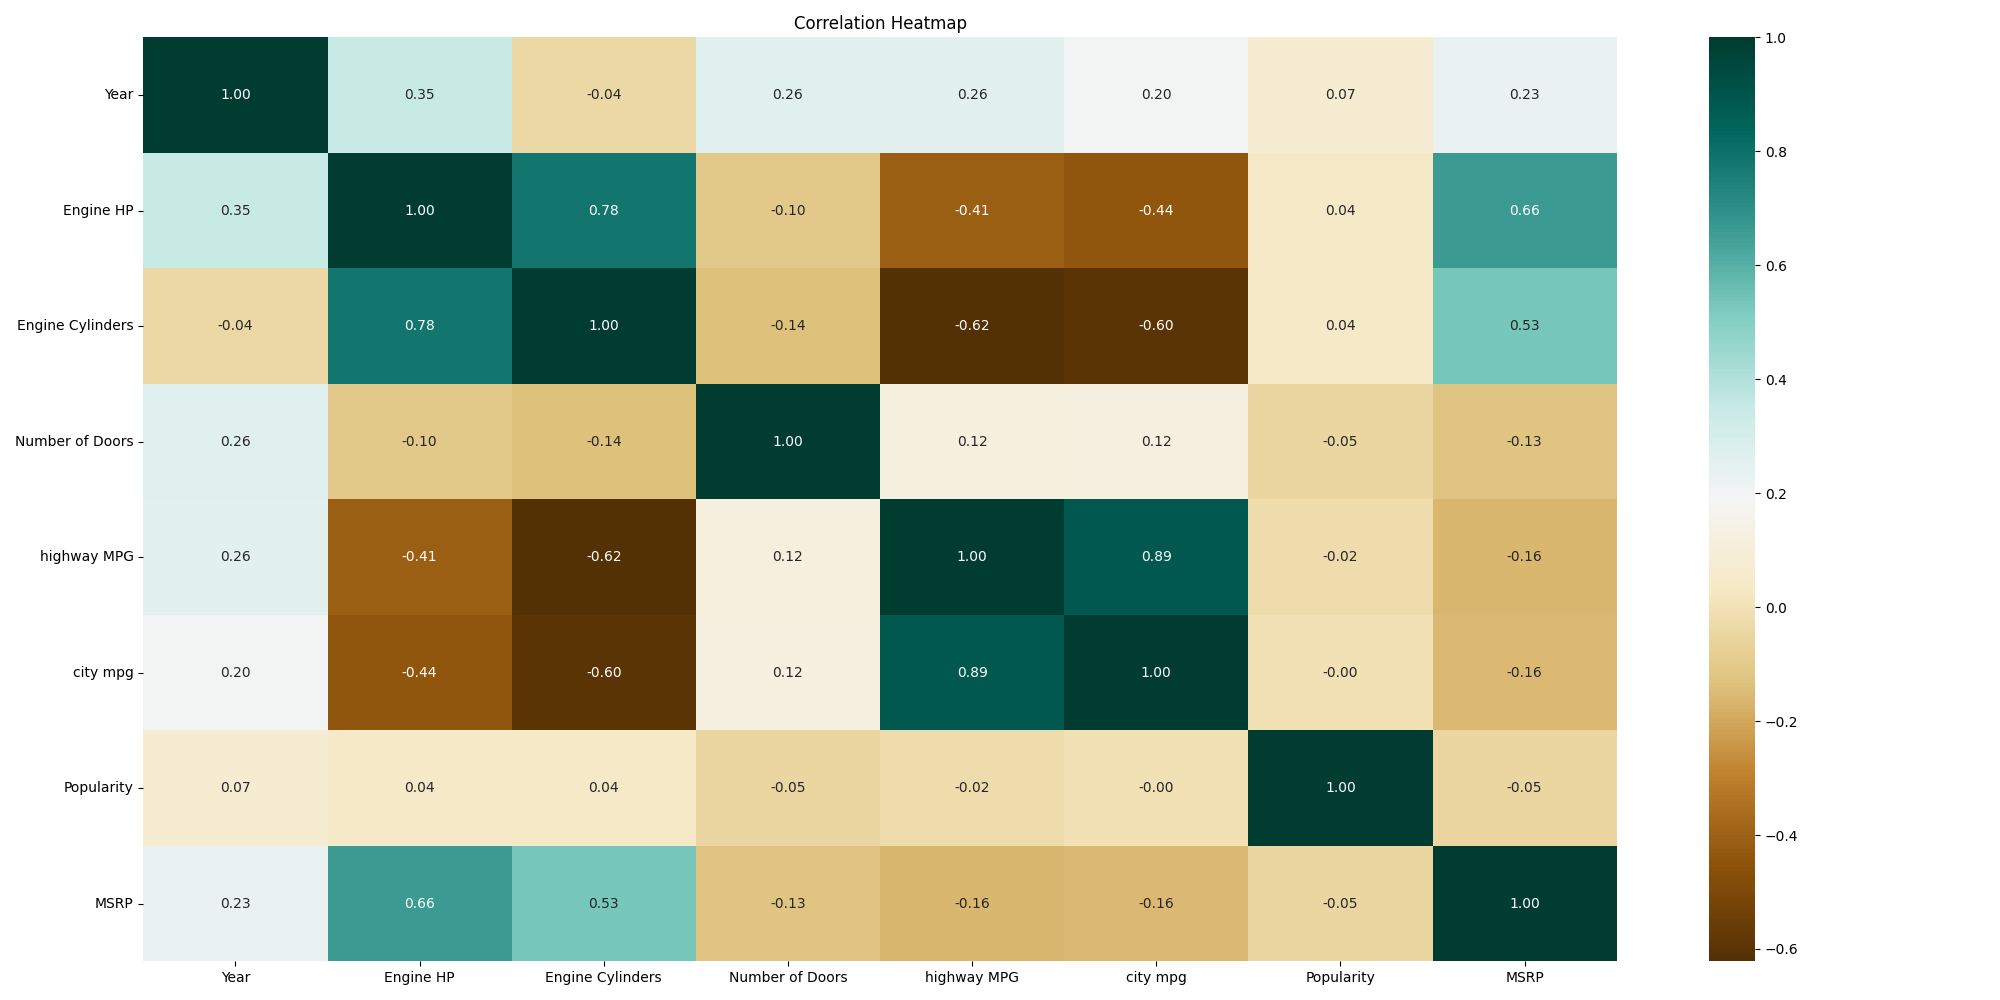 Correlation Heatmap
Year 1.00 0.35 -0.04 0.26 0.26 0.20 0.07 0.23
Engine HP 0.35 1.00 0.78 -0.10 -0.41 -0.44 0.04 0.66
Engine Cylinders -0.04 0.78 1.00 -0.14 -0.62 -0.60 0.04 0.53
Number of Doors 0.26 -0.10 -0.14 1.00 0.12 0.12 -0.05 -0.13
highway MPG 0.26 -0.41 -0.62 0.12 1.00 0.89 -0.02 -0.16
city mpg 0.20 -0.44 -0.60 0.12 0.89 1.00 -0.00 -0.16
Popularity 0.07 0.04 0.04 -0.05 -0.02 -0.00 1.00 -0.05
MSRP 0.23 0.66 0.53 -0.13 -0.16 -0.16 -0.05 1.00
Year Engine HP Engine Cylinders Number of Doors highway MPG city mpg Popularity MSRP
1.0
0.8
0.6
0.4
0.2
0.0
−0.2
−0.4
−0.6